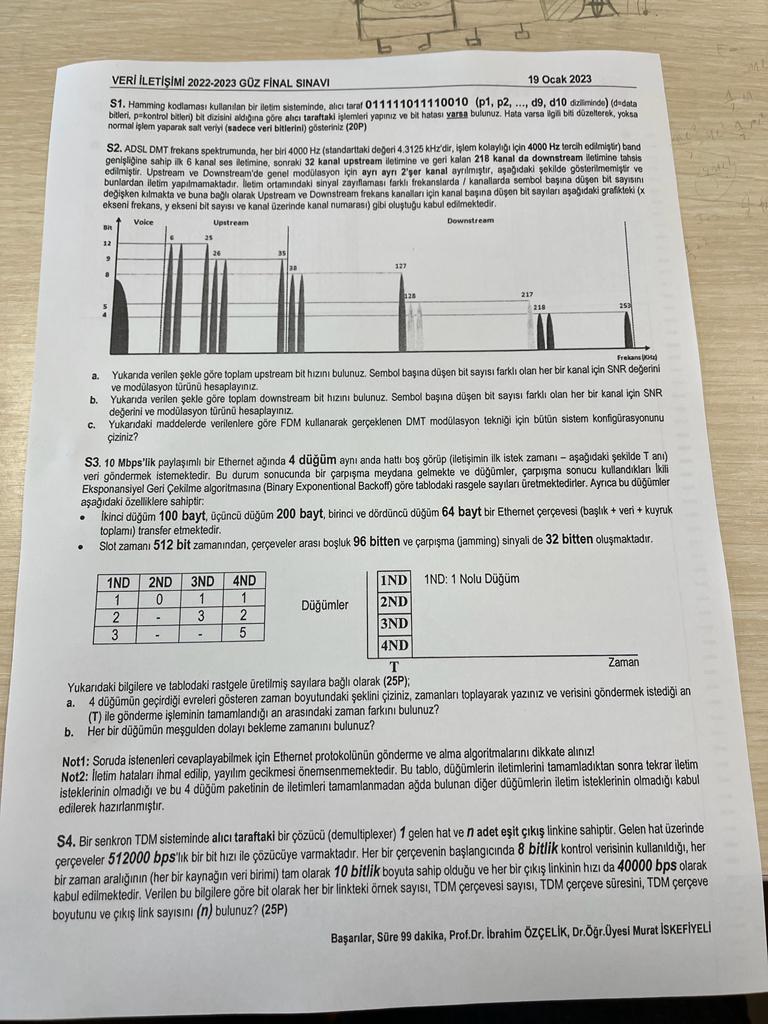 VERİ İLETİŞİMİ 2022-2023 GÜZ FİNAL SINAVI
19 Ocak 2023
S1. Hamming kodlaması kullanılan bir iletim sisteminde, alıcı taraf 011111011110010 (p1, p2, ..., d9, d10 diziliminde) (d=data
bitleri, p=kontrol bitleri) bit dizisini aldığına göre alıcı taraftaki işlemleri yapınız ve bit hatası varsa bulunuz. Hata varsa ilgili biti düzelterek, yoksa
normal işlem yaparak salt veriyi (sadece veri bitlerini) gösteriniz (20P)
S2. ADSL DMT frekans spektrumunda, her biri 4000 Hz (standarttaki değeri 4.3125 kHz'dir, işlem kolaylığı için 4000 Hz tercih edilmiştir) band
genişliğine sahip ilk 6 kanal ses iletimine, sonraki 32 kanal upstream iletimine ve geri kalan 218 kanal da downstream iletimine tahsis
edilmiştir. Upstream ve Downstream'de genel modülasyon için ayrı ayrı 2'şer kanal ayrılmıştır, aşağıdaki şekilde gösterilmemiştir ve
bunlardan iletim yapılmamaktadır. İletim ortamındaki sinyal zayıflaması farklı frekanslarda / kanallarda sembol başına düşen bit sayısını
değişken kılmakta ve buna bağlı olarak Upstream ve Downstream frekans kanalları için kanal başına düşen bit sayıları aşağıdaki grafikteki (x
ekseni frekans, y ekseni bit sayısı ve kanal üzerinde kanal numarası) gibi oluştuğu kabul edilmektedir.
Bit
Voice
Upstream
Downstream
12
9
8
5
4
6
25
26
35
38
127
128
217
218
253
Frekans(KHz)
a. Yukarıda verilen şekle göre toplam upstream bit hızını bulunuz. Sembol başına düşen bit sayısı farklı olan her bir kanal için SNR değerini
ve modülasyon türünü hesaplayınız.
b. Yukarıda verilen şekle göre toplam downstream bit hızını bulunuz. Sembol başına düşen bit sayısı farklı olan her bir kanal için SNR
değerini ve modülasyon türünü hesaplayınız.
c. Yukarıdaki maddelerde verilenlere göre FDM kullanarak gerçeklenen DMT modülasyon tekniği için bütün sistem konfigürasyonunu
çiziniz?
S3. 10 Mbps'lik paylaşımlı bir Ethernet ağında 4 düğüm aynı anda hattı boş görüp (iletişimin ilk istek zamanı – aşağıdaki şekilde T anı)
veri göndermek istemektedir. Bu durum sonucunda bir çarpışma meydana gelmekte ve düğümler, çarpışma sonucu kullandıkları İkili
Eksponansiyel Geri Çekilme algoritmasına (Binary Exponentional Backoff) göre tablodaki rasgele sayıları üretmektedirler. Ayrıca bu düğümler
aşağıdaki özelliklere sahiptir:
• İkinci düğüm 100 bayt, üçüncü düğüm 200 bayt, birinci ve dördüncü düğüm 64 bayt bir Ethernet çerçevesi (başlık + veri + kuyruk
toplamı) transfer etmektedir.
• Slot zamanı 512 bit zamanından, çerçeveler arası boşluk 96 bitten ve çarpışma (jamming) sinyali de 32 bitten oluşmaktadır.
1ND 2ND 3ND 4ND
1 0 1 1
2 - 3 2
3 - - 5
Düğümler
1ND
2ND
3ND
4ND
1ND: 1 Nolu Düğüm
T
Zaman
Yukarıdaki bilgilere ve tablodaki rastgele üretilmiş sayılara bağlı olarak (25P);
a. 4 düğümün geçirdiği evreleri gösteren zaman boyutundaki şeklini çiziniz, zamanları toplayarak yazınız ve verisini göndermek istediği an
(T) ile gönderme işleminin tamamlandığı an arasındaki zaman farkını bulunuz?
b. Her bir düğümün meşgulden dolayı bekleme zamanını bulunuz?
Not1: Soruda istenenleri cevaplayabilmek için Ethernet protokolünün gönderme ve alma algoritmalarını dikkate alınız!
Not2: İletim hataları ihmal edilip, yayılım gecikmesi önemsenmemektedir. Bu tablo, düğümlerin iletimlerini tamamladıktan sonra tekrar iletim
isteklerinin olmadığı ve bu 4 düğüm paketinin de iletimleri tamamlanmadan ağda bulunan diğer düğümlerin iletim isteklerinin olmadığı kabul
edilerek hazırlanmıştır.
S4. Bir senkron TDM sisteminde alıcı taraftaki bir çözücü (demultiplexer) 1 gelen hat ve n adet eşit çıkış linkine sahiptir. Gelen hat üzerinde
çerçeveler 512000 bps'lık bir bit hızı ile çözücüye varmaktadır. Her bir çerçevenin başlangıcında 8 bitlik kontrol verisinin kullanıldığı, her
bir zaman aralığının (her bir kaynağın veri birimi) tam olarak 10 bitlik boyuta sahip olduğu ve her bir çıkış linkinin hızı da 40000 bps olarak
kabul edilmektedir. Verilen bu bilgilere göre bit olarak her bir linkteki örnek sayısı, TDM çerçevesi sayısı, TDM çerçeve süresini, TDM çerçeve
boyutunu ve çıkış link sayısını (n) bulunuz? (25P)
Başarılar, Süre 99 dakika, Prof.Dr. İbrahim ÖZÇELİK, Dr.Öğr.Üyesi Murat İSKEFİYELİ